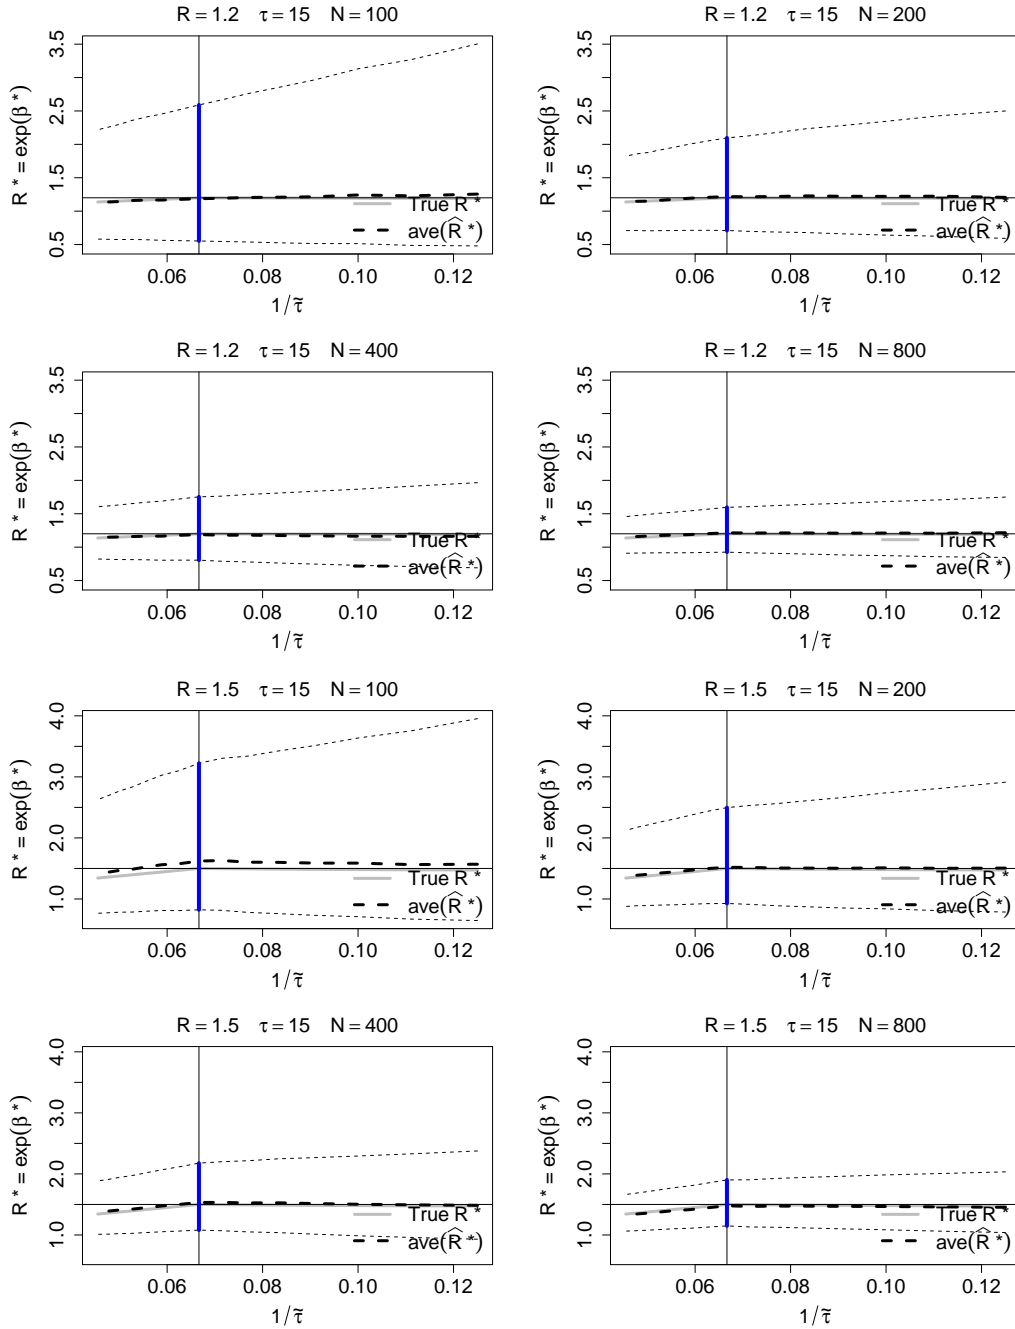 R = 1.2 τ = 15 N = 100
R * = exp(β *)
0.5 1.5 2.5 3.5
True R *
ave(R̂ *)
0.06 0.08 0.10 0.12
1/τ̃
R = 1.2 τ = 15 N = 200
R * = exp(β *)
0.5 1.5 2.5 3.5
True R *
ave(R̂ *)
0.06 0.08 0.10 0.12
1/τ̃
R = 1.2 τ = 15 N = 400
R * = exp(β *)
0.5 1.5 2.5 3.5
True R *
ave(R̂ *)
0.06 0.08 0.10 0.12
1/τ̃
R = 1.2 τ = 15 N = 800
R * = exp(β *)
0.5 1.5 2.5 3.5
True R *
ave(R̂ *)
0.06 0.08 0.10 0.12
1/τ̃
R = 1.5 τ = 15 N = 100
R * = exp(β *)
1.0 2.0 3.0 4.0
True R *
ave(R̂ *)
0.06 0.08 0.10 0.12
1/τ̃
R = 1.5 τ = 15 N = 200
R * = exp(β *)
1.0 2.0 3.0 4.0
True R *
ave(R̂ *)
0.06 0.08 0.10 0.12
1/τ̃
R = 1.5 τ = 15 N = 400
R * = exp(β *)
1.0 2.0 3.0 4.0
True R *
ave(R̂ *)
0.06 0.08 0.10 0.12
1/τ̃
R = 1.5 τ = 15 N = 800
R * = exp(β *)
1.0 2.0 3.0 4.0
True R *
ave(R̂ *)
0.06 0.08 0.10 0.12
1/τ̃